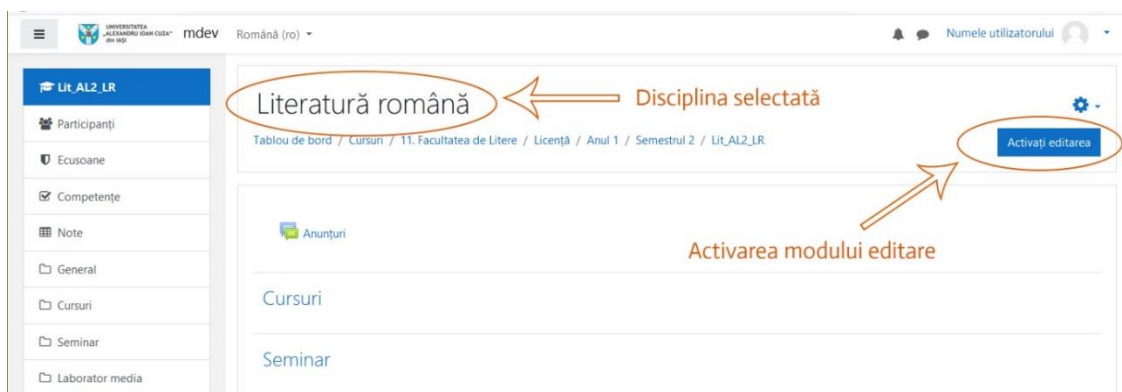 UNIVERSITATEA
„ALEXANDRU IOAN CUZA”
din IAȘI
mdev
Română (ro)
Numele utilizatorului
Lit_AL2_LR
Participanți
Ecusoane
Competențe
Note
General
Cursuri
Seminar
Laborator media
Literatură română
Disciplina selectată
Tablou de bord / Cursuri / 11. Facultatea de Litere / Licență / Anul 1 / Semestrul 2 / Lit_AL2_LR
Activați editarea
Anunțuri
Activarea modului editare
Cursuri
Seminar